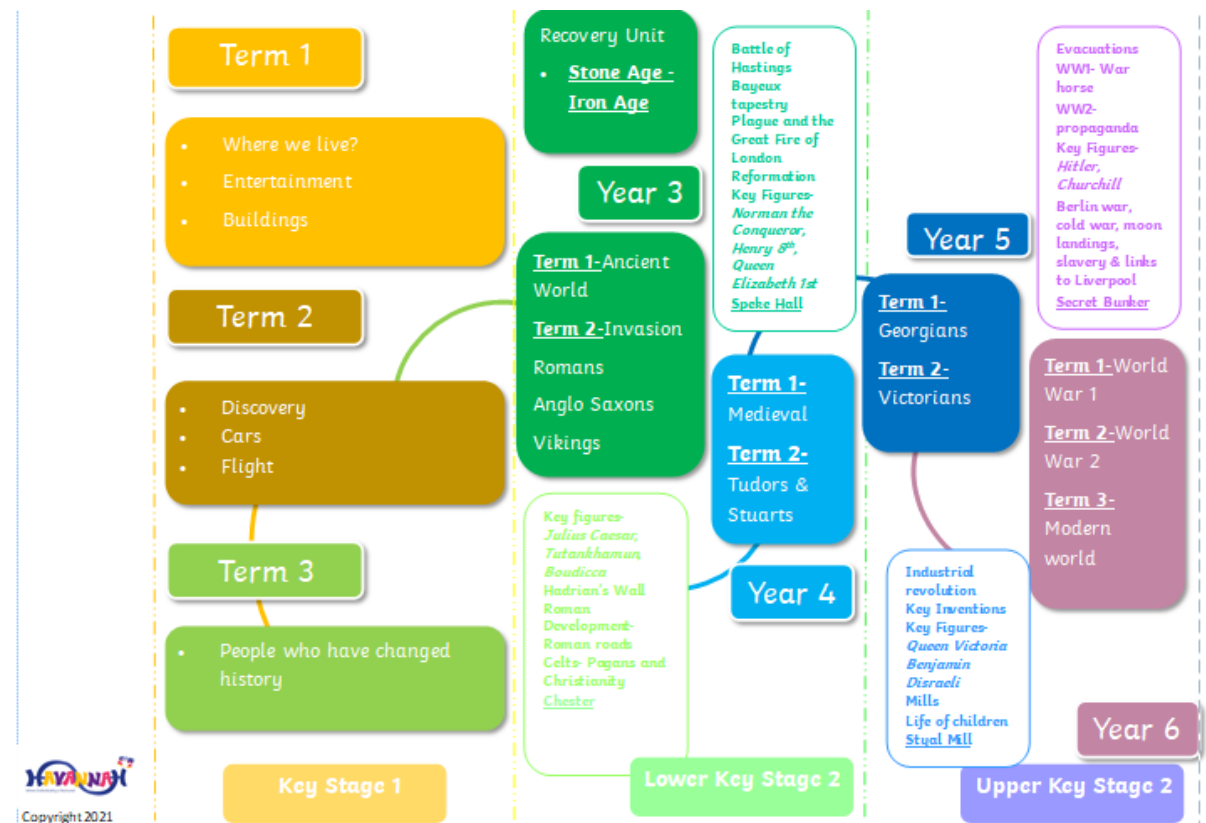 Term 1
• Where we live?
• Entertainment
• Buildings
Term 2
• Discovery
• Cars
• Flight
Term 3
• People who have changed
history
HAVANNAH
Copyright 2021
Key Stage 1
Recovery Unit
• Stone Age -
Iron Age
Year 3
Term 1-Ancient
World
Term 2-Invasion
Romans
Anglo Saxons
Vikings
Key figures-
Julius Caesar,
Tutankhamun,
Boudicca
Hadrian's Wall
Roman
Development-
Roman roads
Celts- Pagans and
Christianity
Chester
Battle of
Hastings
Bayeux
tapestry
Plague and the
Great Fire of
London
Reformation
Key Figures-
Norman the
Conqueror,
Henry 8th,
Queen
Elizabeth 1st
Speke Hall
Term 1-
Medieval
Term 2-
Tudors &
Stuarts
Year 4
Lower Key Stage 2
Year 5
Term 1-
Georgians
Term 2-
Victorians
Industrial
revolution
Key Inventions
Key Figures-
Queen Victoria
Benjamin
Disraeli
Mills
Life of children
Styal Mill
Evacuations
WW1- War
horse
WW2-
propaganda
Key Figures-
Hitler,
Churchill
Berlin war,
cold war, moon
landings,
slavery & links
to Liverpool
Secret Bunker
Term 1-World
War 1
Term 2-World
War 2
Term 3-
Modern
world
Year 6
Upper Key Stage 2